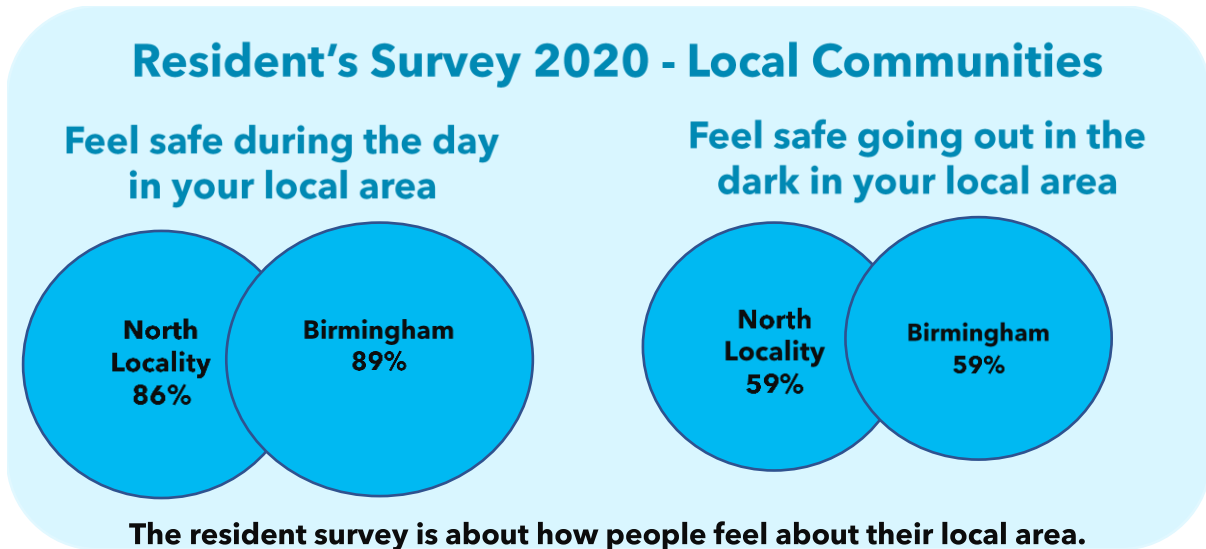 Resident’s Survey 2020 - Local Communities
Feel safe during the day
in your local area
North
Locality
86%
Birmingham
89%
Feel safe going out in the
dark in your local area
North
Locality
59%
Birmingham
59%
The resident survey is about how people feel about their local area.